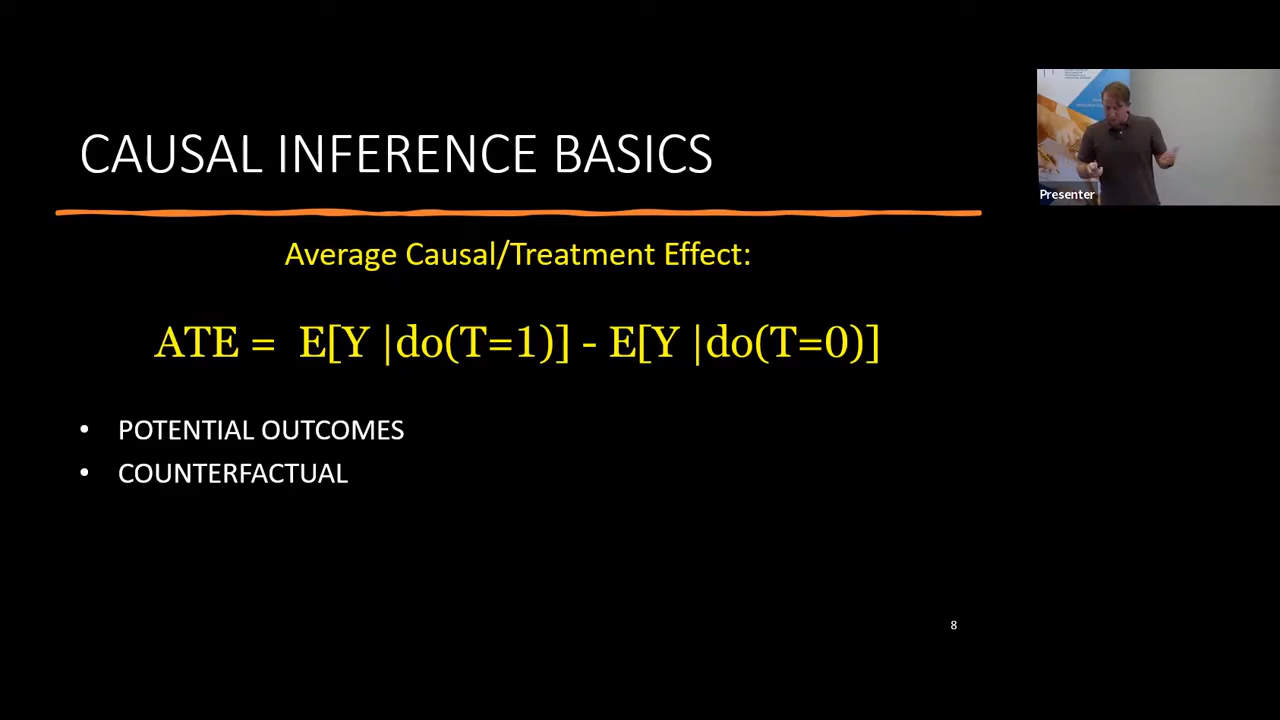 CAUSAL INFERENCE BASICS
Presenter
Average Causal/Treatment Effect:
ATE = E[Y |do(T=1)] - E[Y |do(T=0)]
• POTENTIAL OUTCOMES
• COUNTERFACTUAL
8